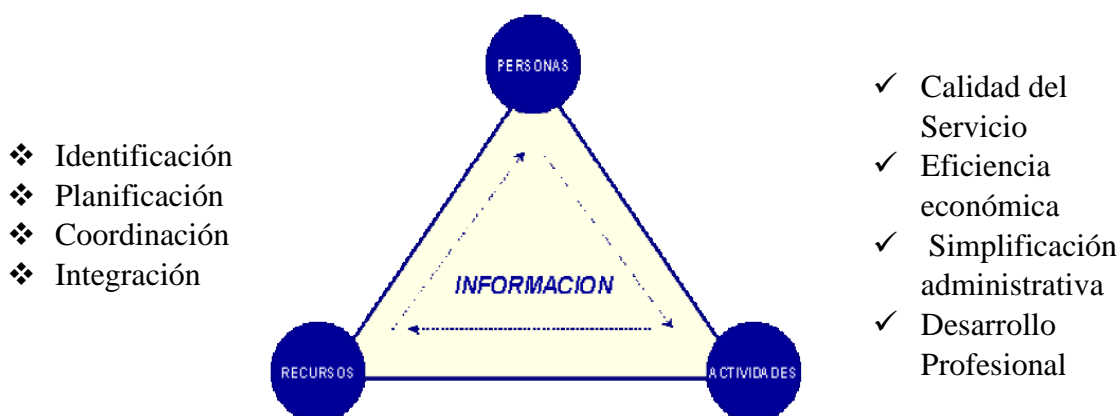 PERSONAS
❖ Identificación
❖ Planificación
❖ Coordinación
❖ Integración
INFORMACION
RECURSOS
ACTIVIDADES
✓ Calidad del
Servicio
✓ Eficiencia
económica
✓ Simplificación
administrativa
✓ Desarrollo
Profesional